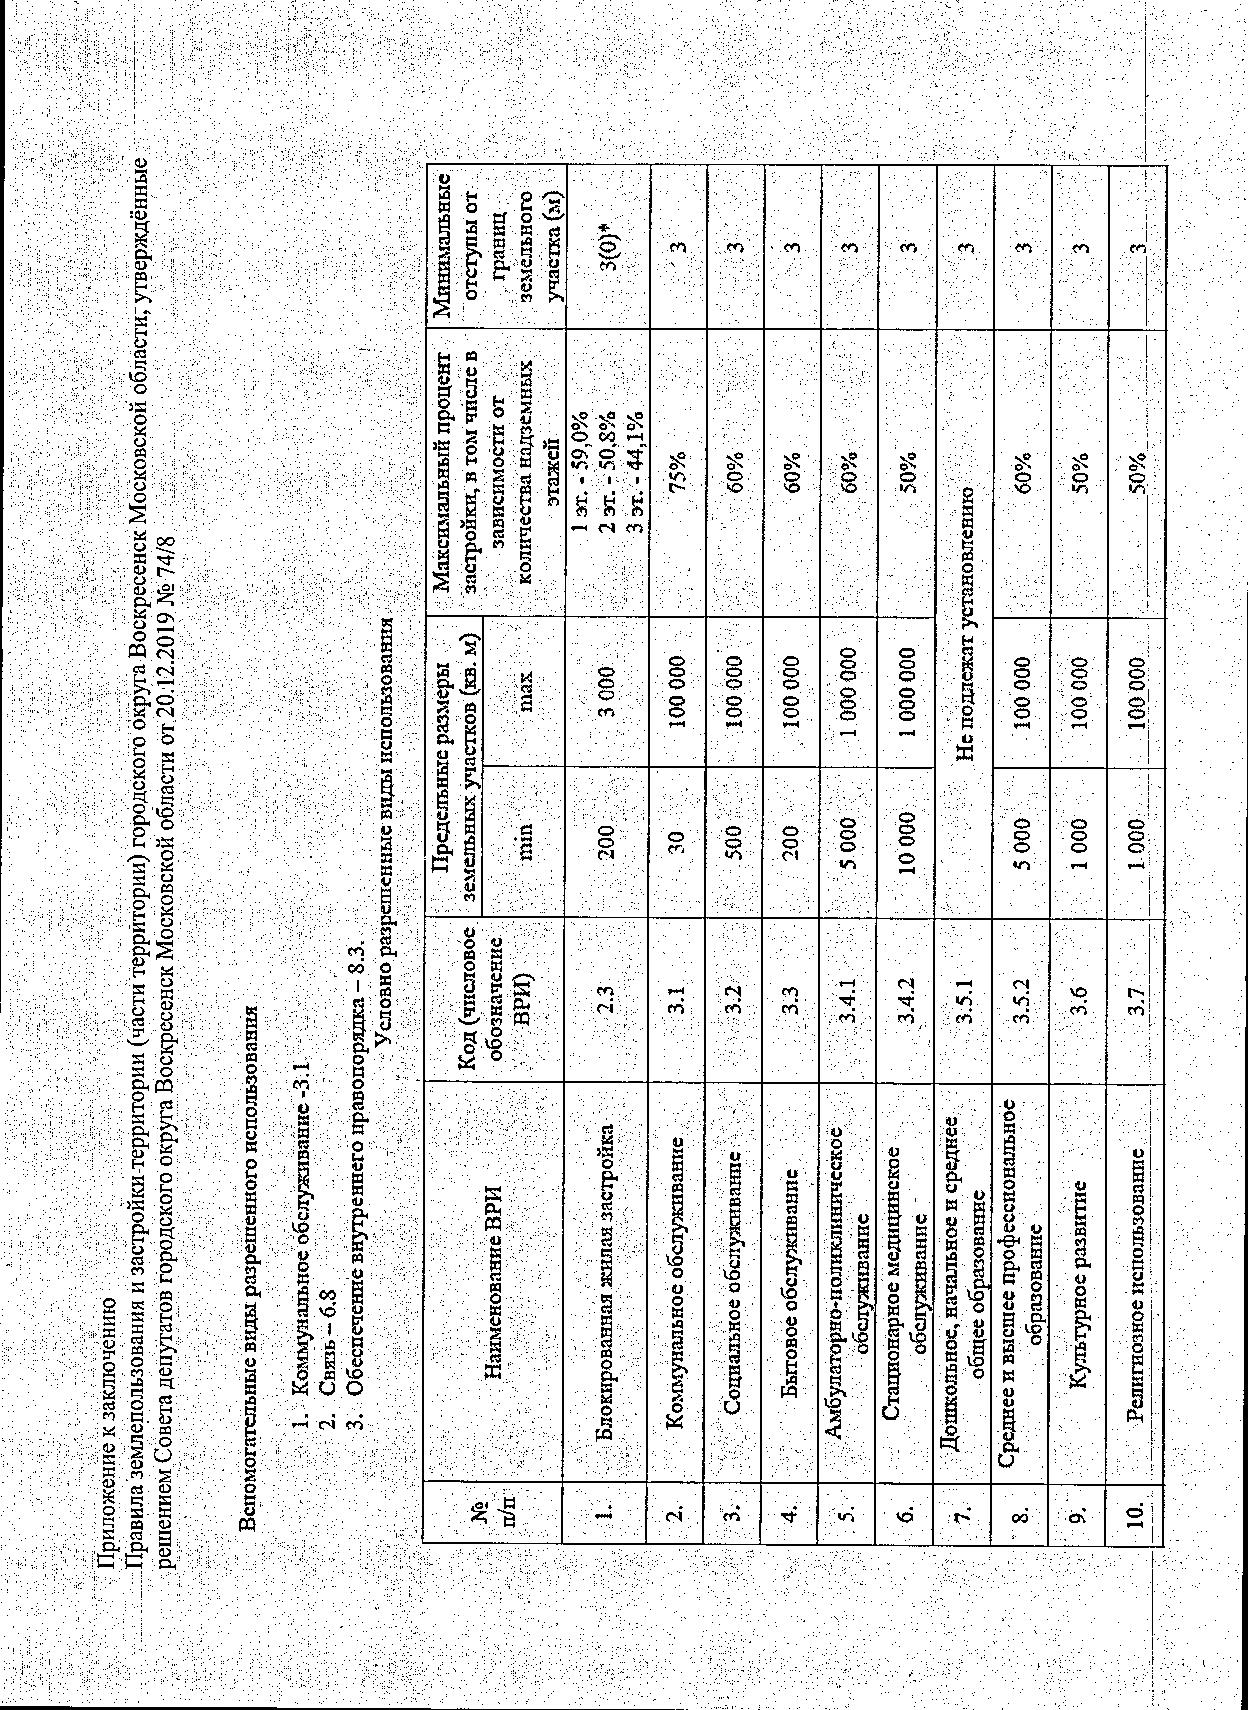 Приложение к заключению
Правила землепользования и застройки территории (части территории) городского округа Воскресенск Московской области, утверждённые
решением Совета депутатов городского округа Воскресенск Московской области от 20.12.2019 № 74/8
Вспомогательные виды разрешенного использования
1. Коммунальное обслуживание -3.1
2. Связь – 6.8
3. Обеспечение внутреннего правопорядка – 8.3.
Условно разрешенные виды использования
№ п/п | Наименование ВРИ | Код (числовое обозначение ВРИ) | Предельные размеры земельных участков (кв. м) | Максимальный процент застройки, в том числе в зависимости от количества надземных этажей | Минимальные отступы от границ земельного участка (м)
min | max
1. | Блокированная жилая застройка | 2.3 | 200 | 3 000 | 1 эт. - 59,0% 2 эт. - 50,8% 3 эт. - 44,1% | 3(0)*
2. | Коммунальное обслуживание | 3.1 | 30 | 100 000 | 75% | 3
3. | Социальное обслуживание | 3.2 | 500 | 100 000 | 60% | 3
4. | Бытовое обслуживание | 3.3 | 200 | 100 000 | 60% | 3
5. | Амбулаторно-поликлиническое обслуживание | 3.4.1 | 5 000 | 1 000 000 | 60% | 3
6. | Стационарное медицинское обслуживание | 3.4.2 | 10 000 | 1 000 000 | 50% | 3
7. | Дошкольное, начальное и среднее общее образование | 3.5.1 | Не подлежат установлению | 3
8. | Среднее и высшее профессиональное образование | 3.5.2 | 5 000 | 100 000 | 60% | 3
9. | Культурное развитие | 3.6 | 1 000 | 100 000 | 50% | 3
10. | Религиозное использование | 3.7 | 1 000 | 100 000 | 50% | 3